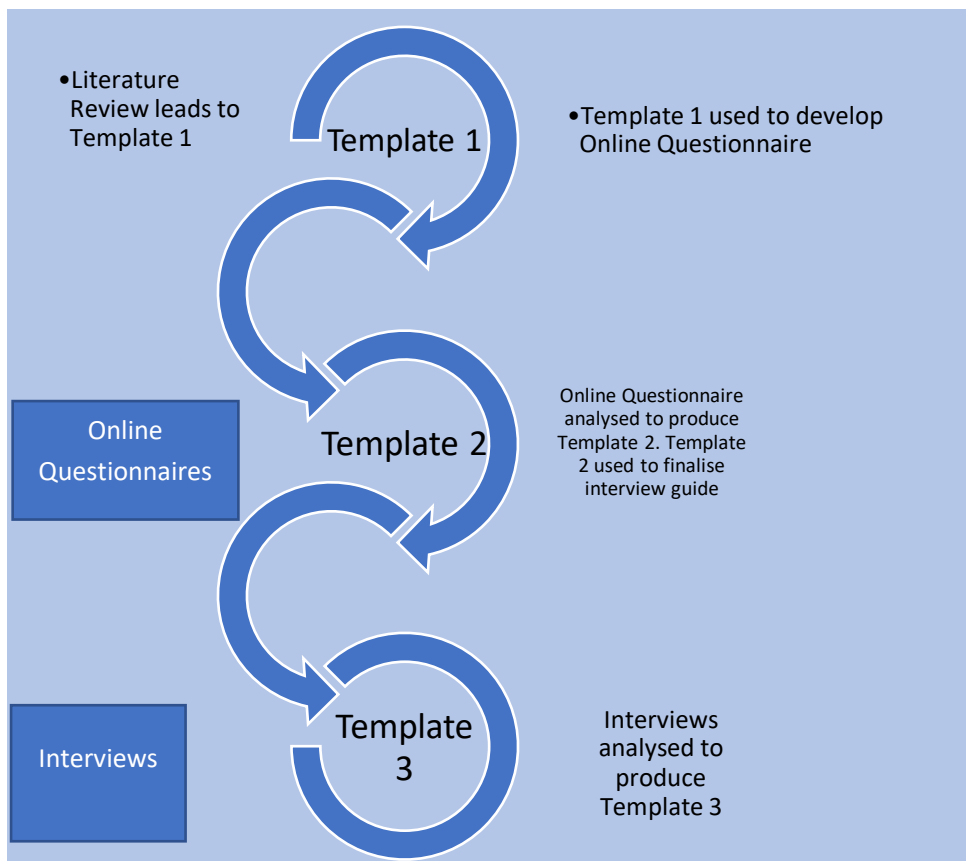 •Literature
Review leads to
Template 1
Template 1
•Template 1 used to develop
Online Questionnaire
Online
Questionnaires
Template 2
Online Questionnaire
analysed to produce
Template 2. Template
2 used to finalise
interview guide
Interviews
Template
3
Interviews
analysed to
produce
Template 3